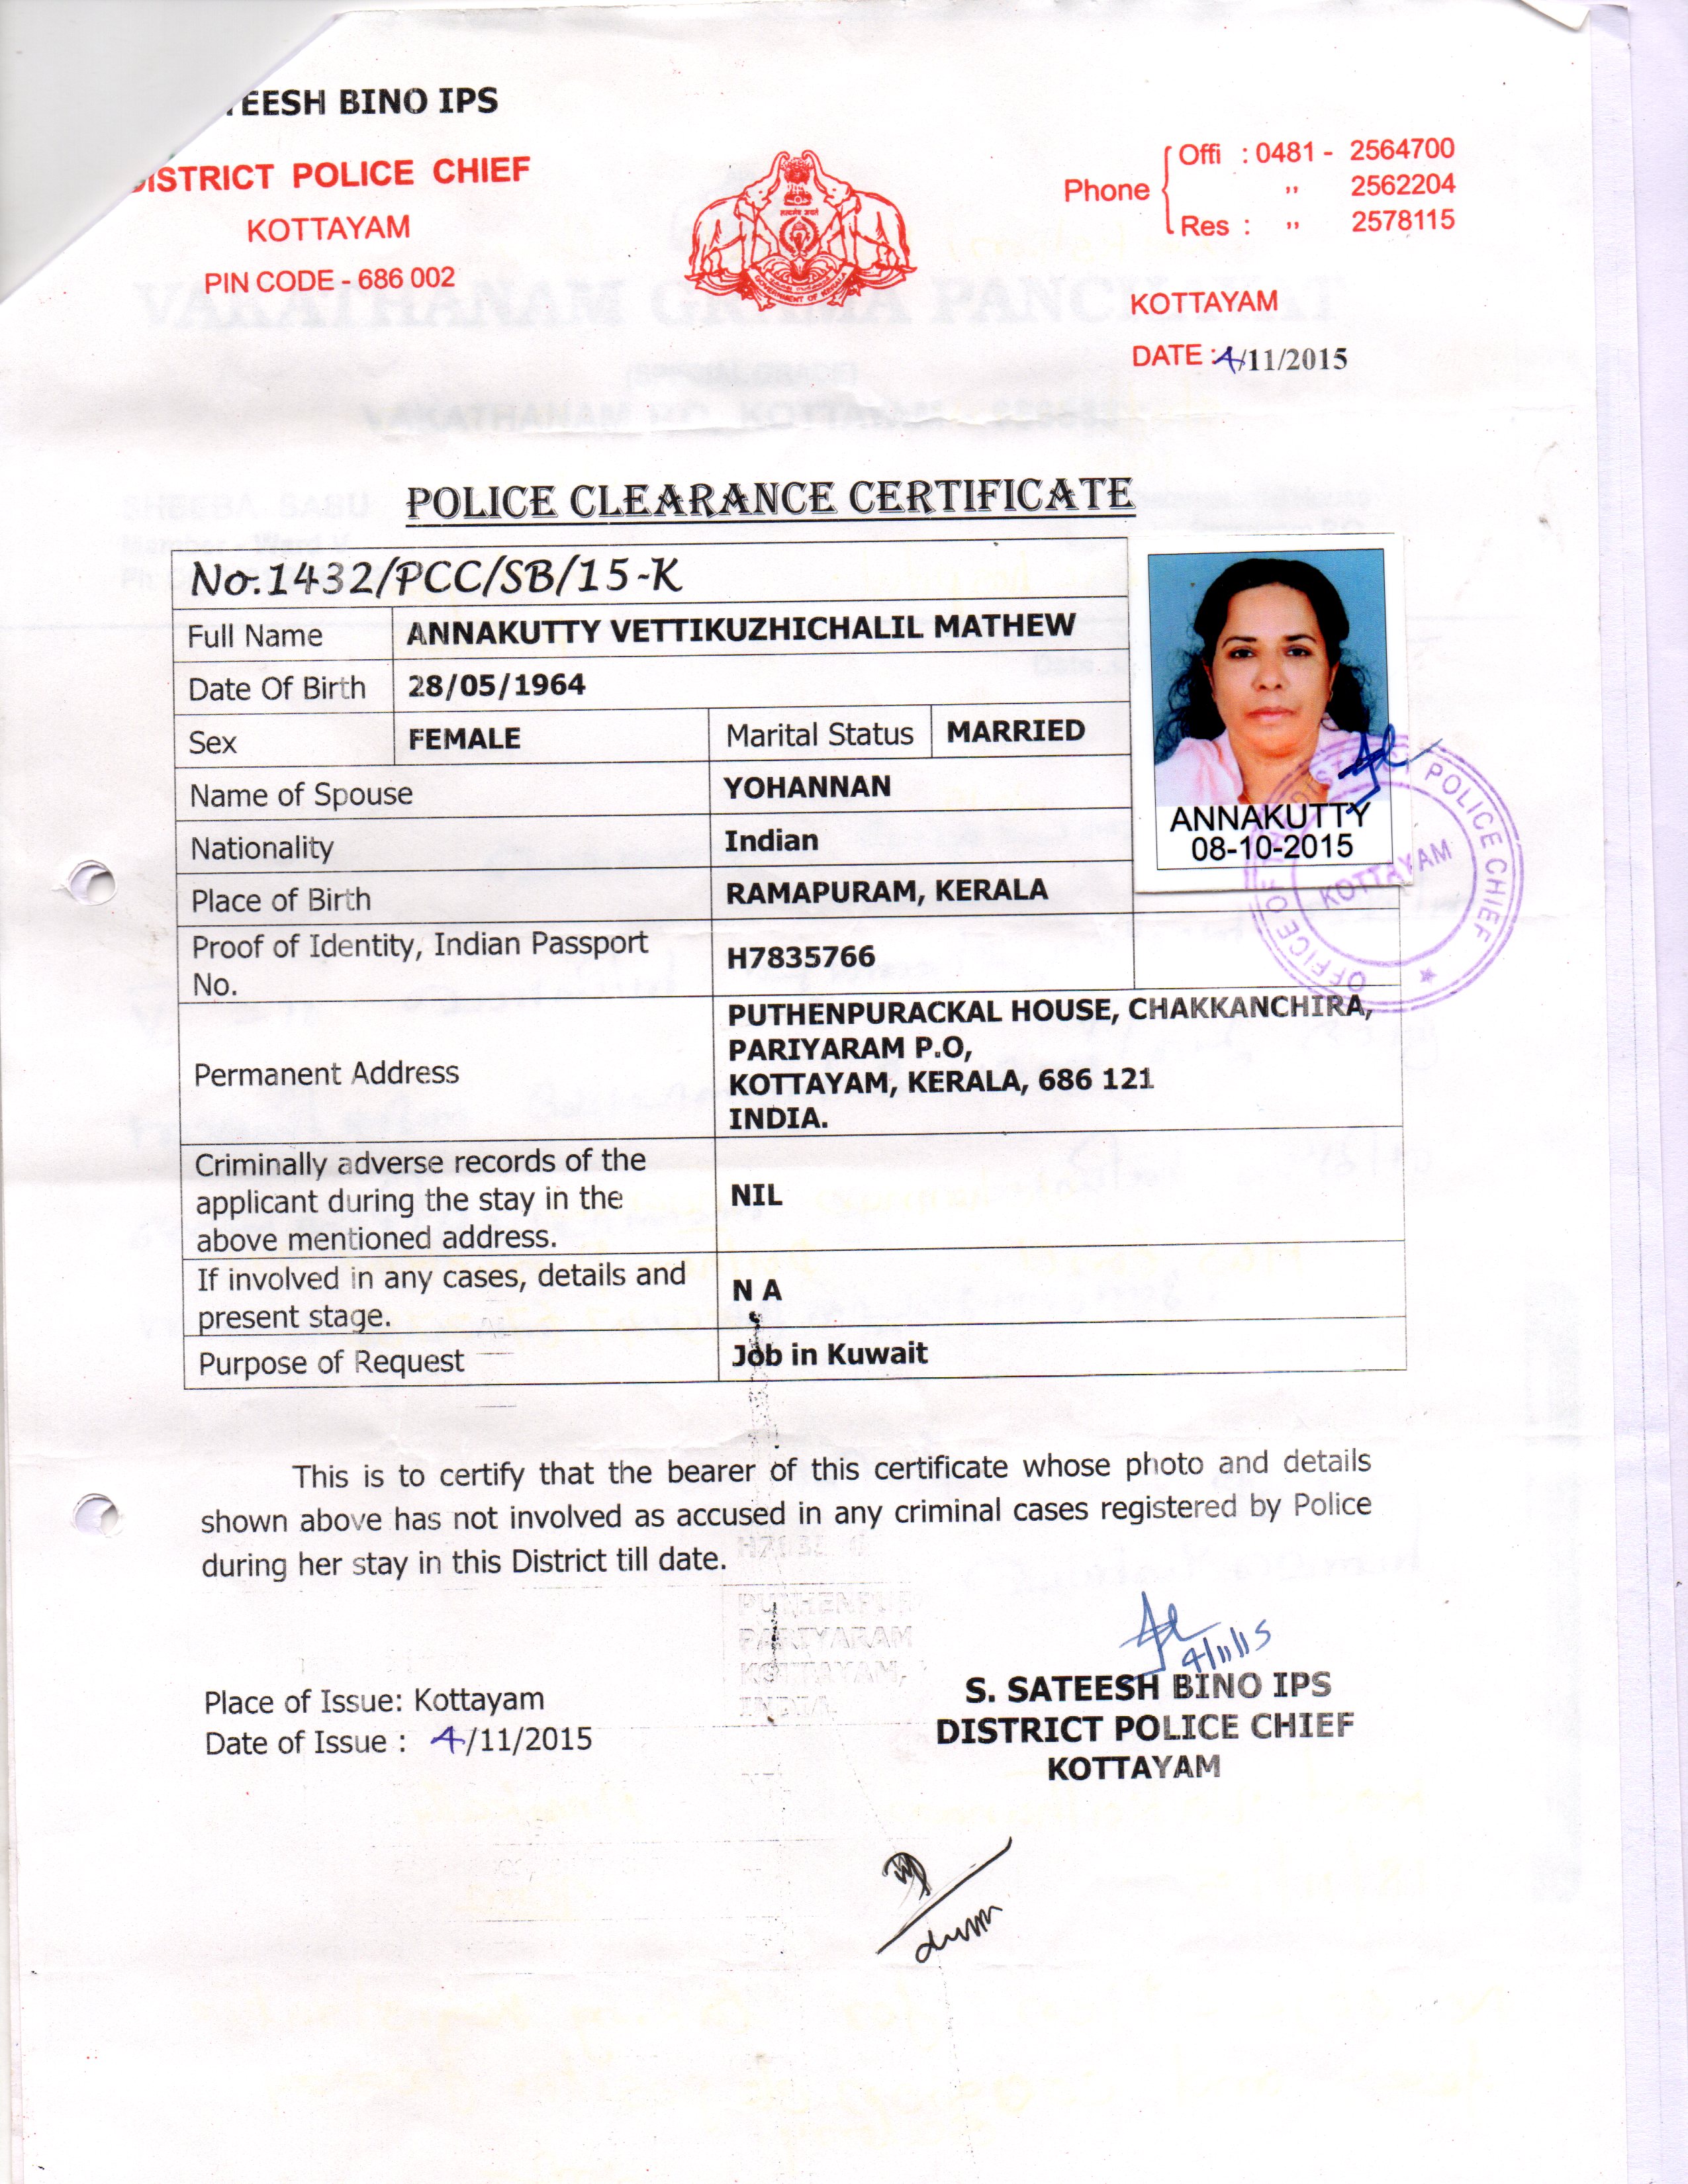 TEESH BINO IPS
DISTRICT POLICE CHIEF
KOTTAYAM
PIN CODE - 686 002
GOVERNMENT OF KERALA
Phone
Offi : 0481 - 2564700
,, 2562204
Res : ,, 2578115
KOTTAYAM
DATE : 4/11/2015
POLICE CLEARANCE CERTIFICATE
No.1432/PCC/SB/15-K
Full Name ANNAKUTTY VETTIKUZHICHALIL MATHEW
Date Of Birth 28/05/1964
Sex FEMALE Marital Status MARRIED
Name of Spouse YOHANNAN
Nationality Indian
Place of Birth RAMAPURAM, KERALA
Proof of Identity, Indian Passport
No. H7835766
ANNAKUTTY
08-10-2015
OFFICE OF DISTRICT POLICE CHIEF
KOTTAYAM
Permanent Address
PUTHENPURACKAL HOUSE, CHAKKANCHIRA,
PARIYARAM P.O,
KOTTAYAM, KERALA, 686 121
INDIA.
Criminally adverse records of the
applicant during the stay in the
above mentioned address.
NIL
If involved in any cases, details and
present stage.
N A
Purpose of Request Job in Kuwait
This is to certify that the bearer of this certificate whose photo and details
shown above has not involved as accused in any criminal cases registered by Police
during her stay in this District till date.
4/11/15
Place of Issue: Kottayam
Date of Issue : 4/11/2015
S. SATEESH BINO IPS
DISTRICT POLICE CHIEF
KOTTAYAM